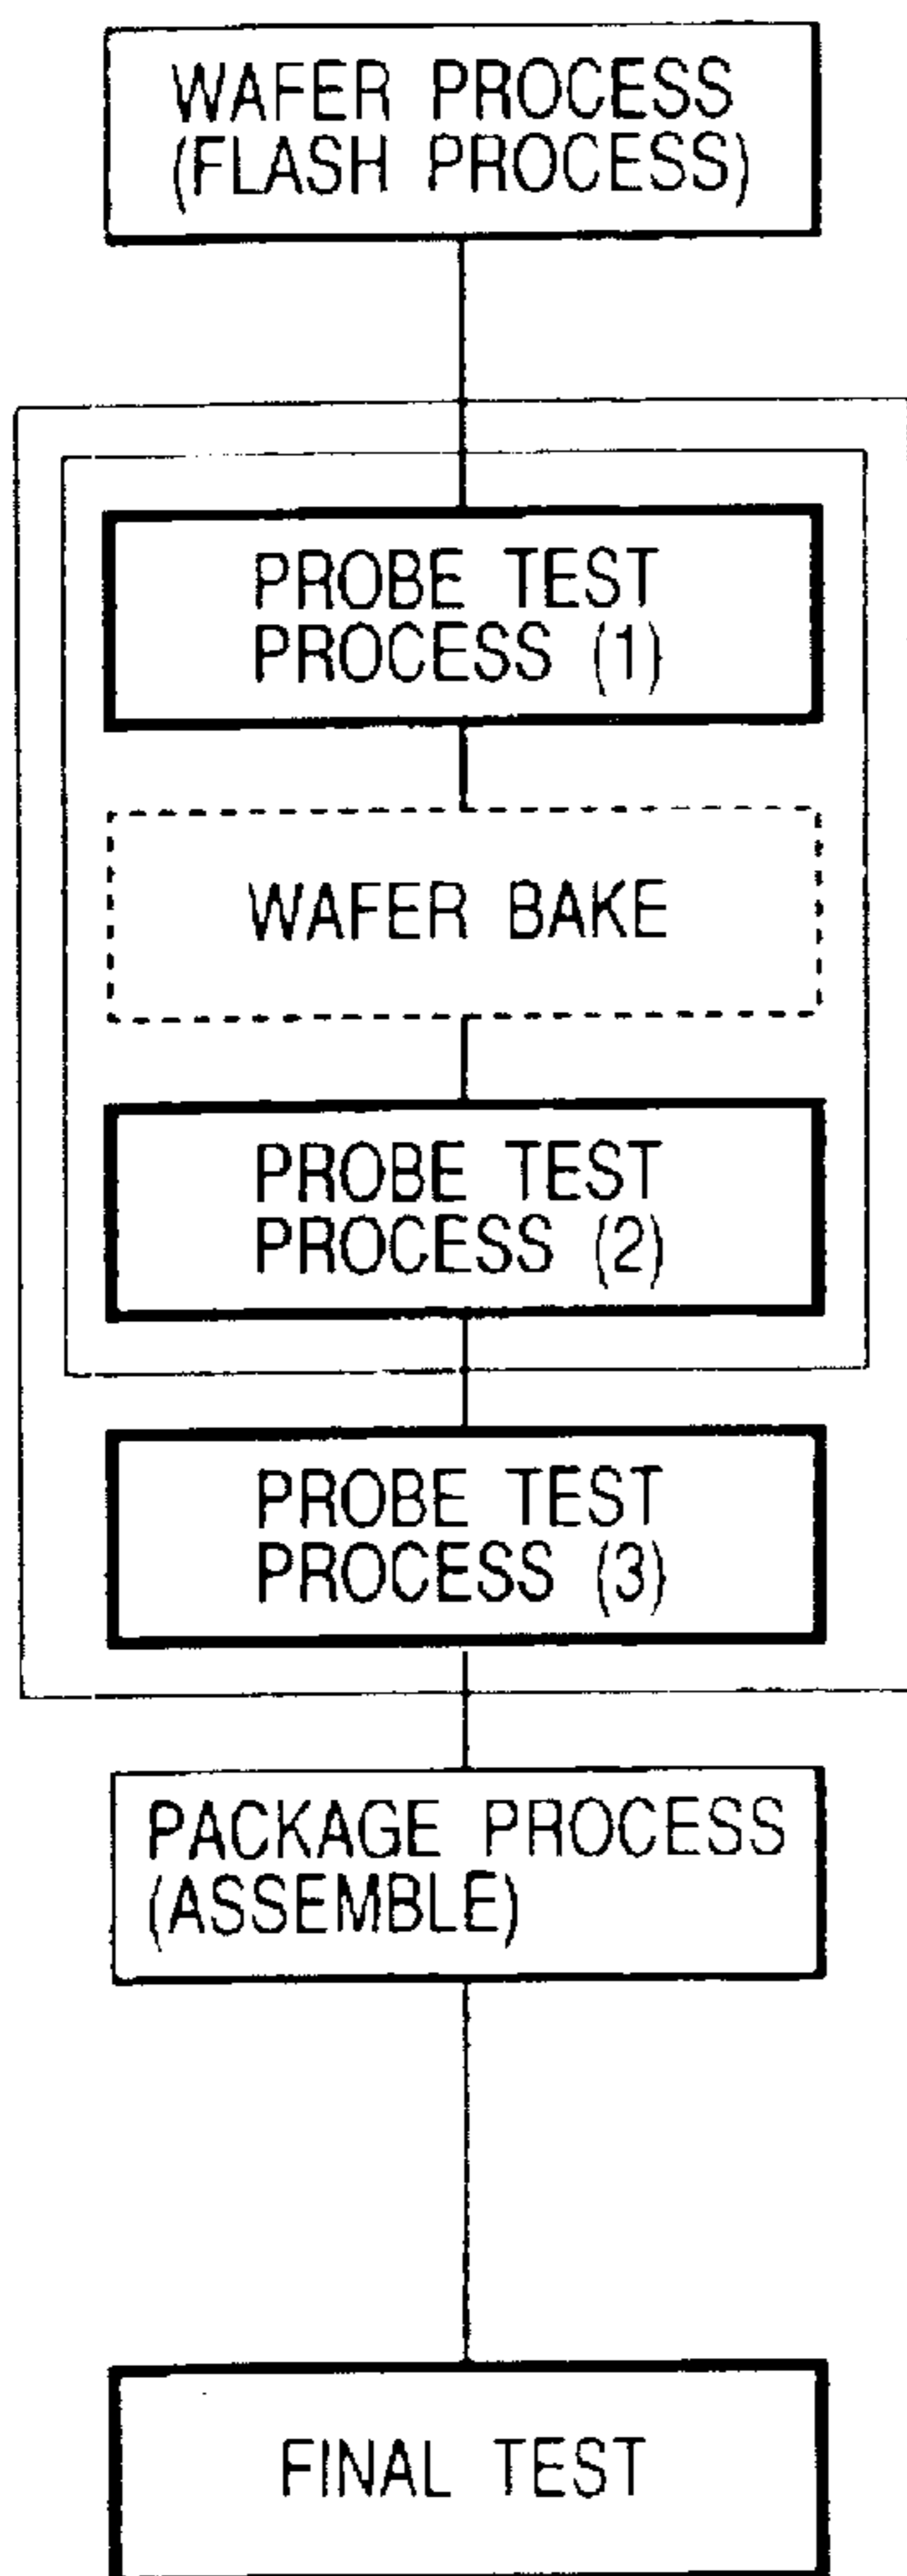 WAFER PROCESS
(FLASH PROCESS)
PROBE TEST
PROCESS (1)
WAFER BAKE
PROBE TEST
PROCESS (2)
PROBE TEST
PROCESS (3)
PACKAGE PROCESS
(ASSEMBLE)
FINAL TEST